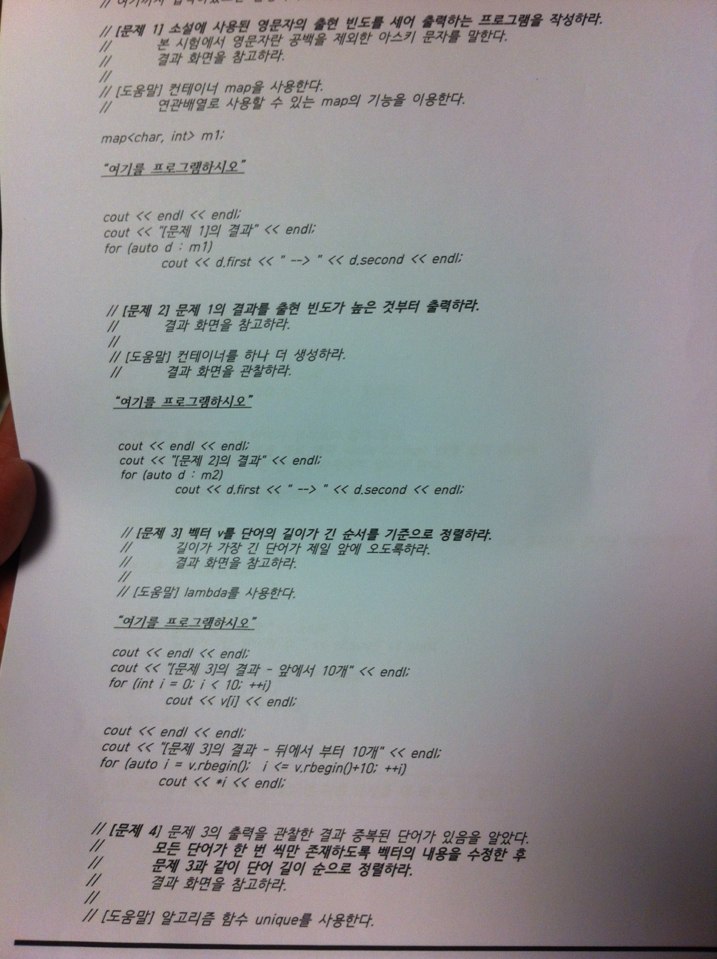 // [문제 1] 소설에 사용된 영문자의 출현 빈도를 세어 출력하는 프로그램을 작성하라.
// 본 시험에서 영문자란 공백을 제외한 아스키 문자를 말한다.
// 결과 화면을 참고하라.
//
// [도움말] 컨테이너 map을 사용한다.
// 연관배열로 사용할 수 있는 map의 기능을 이용한다.
map<char, int> m1;
"여기를 프로그램하시오"
cout << endl << endl;
cout << "[문제 1]의 결과" << endl;
for (auto d : m1)
cout << d.first << " --> " << d.second << endl;
// [문제 2] 문제 1의 결과를 출현 빈도가 높은 것부터 출력하라.
// 결과 화면을 참고하라.
//
// [도움말] 컨테이너를 하나 더 생성하라.
// 결과 화면을 관찰하라.
"여기를 프로그램하시오"
cout << endl << endl;
cout << "[문제 2]의 결과" << endl;
for (auto d : m2)
cout << d.first << " --> " << d.second << endl;
// [문제 3] 벡터 v를 단어의 길이가 긴 순서를 기준으로 정렬하라.
// 길이가 가장 긴 단어가 제일 앞에 오도록하라.
// 결과 화면을 참고하라.
//
// [도움말] lambda를 사용한다.
"여기를 프로그램하시오"
cout << endl << endl;
cout << "[문제 3]의 결과 - 앞에서 10개" << endl;
for (int i = 0; i < 10; ++i)
cout << v[i] << endl;
cout << endl << endl;
cout << "[문제 3]의 결과 - 뒤에서 부터 10개" << endl;
for (auto i = v.rbegin(); i <= v.rbegin()+10; ++i)
cout << *i << endl;
// [문제 4] 문제 3의 출력을 관찰한 결과 중복된 단어가 있음을 알았다.
// 모든 단어가 한 번 씩만 존재하도록 벡터의 내용을 수정한 후
// 문제 3과 같이 단어 길이 순으로 정렬하라.
// 결과 화면을 참고하라.
//
// [도움말] 알고리즘 함수 unique를 사용한다.